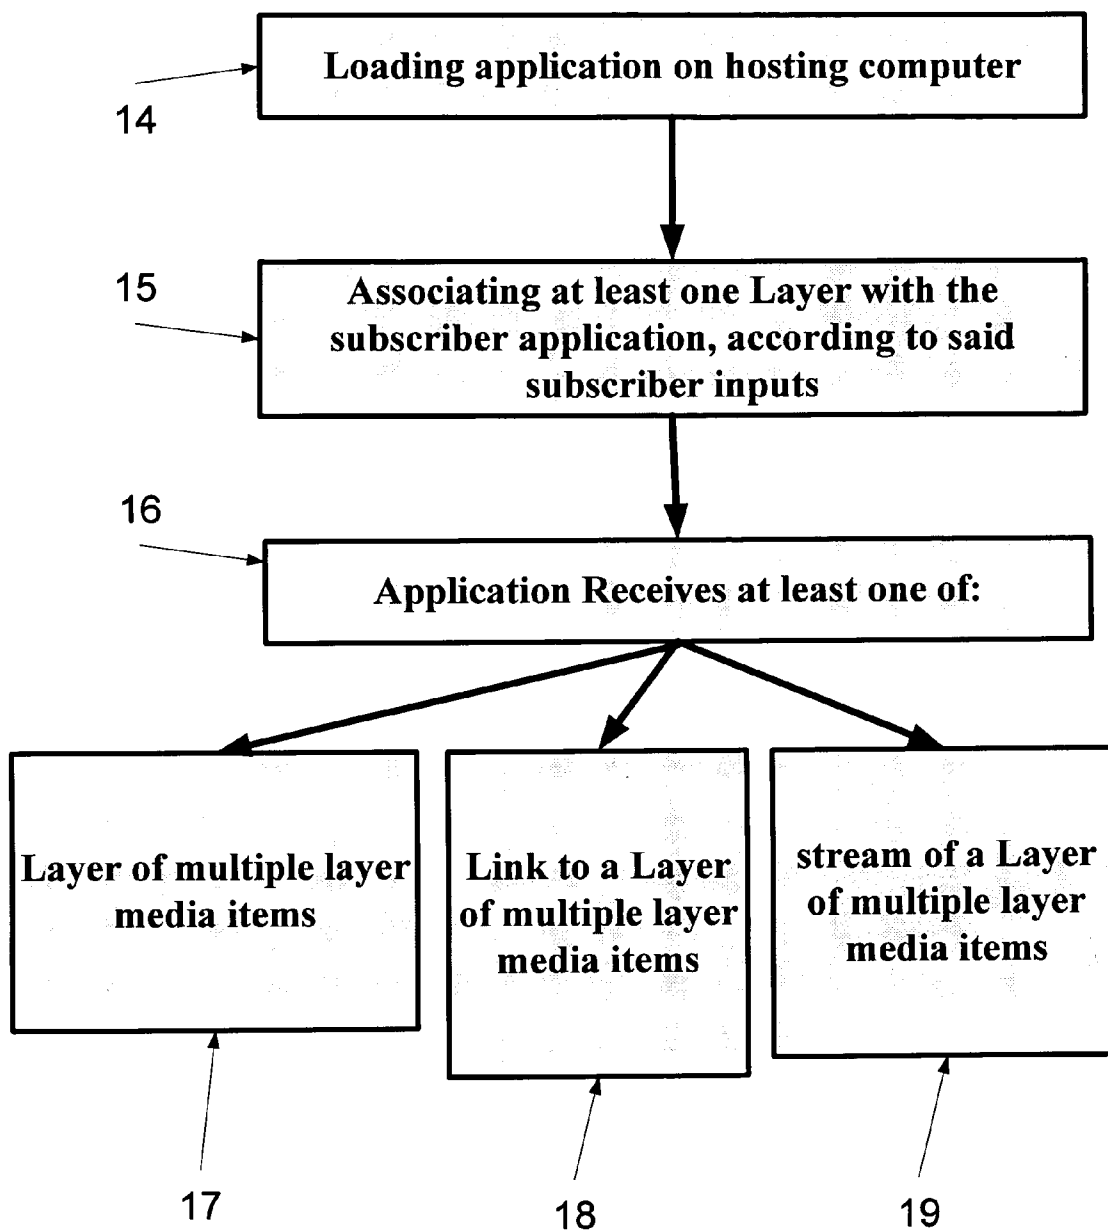 Loading application on hosting computer
14
15
Associating at least one Layer with the
subscriber application, according to said
subscriber inputs
16
Application Receives at least one of:
Layer of multiple layer
media items
Link to a Layer
of multiple layer
media items
stream of a Layer
of multiple layer
media items
17
18
19